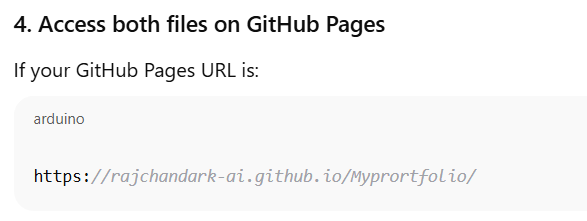 4. Access both files on GitHub Pages
If your GitHub Pages URL is:
arduino
https://rajchandark-ai.github.io/Myprortfolio/